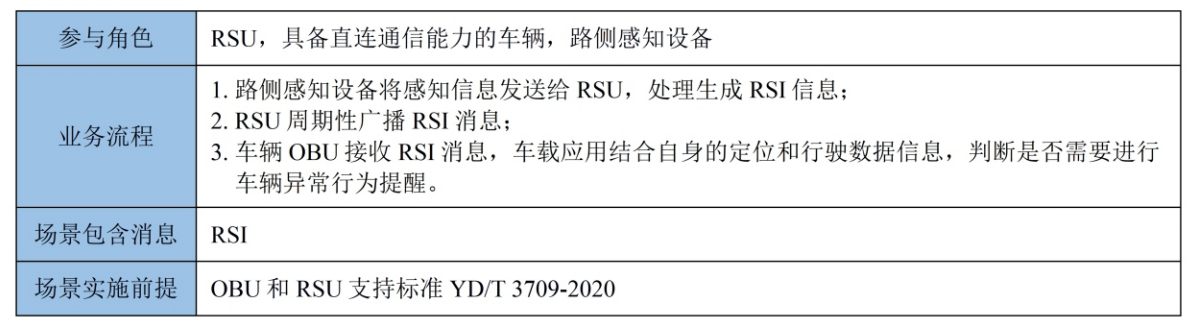 参与角色
RSU，具备直连通信能力的车辆，路侧感知设备
业务流程
1. 路侧感知设备将感知信息发送给 RSU，处理生成 RSI 信息；
2. RSU 周期性广播 RSI 消息；
3. 车辆 OBU 接收 RSI 消息，车载应用结合自身的定位和行驶数据信息，判断是否需要进行
车辆异常行为提醒。
场景包含消息
RSI
场景实施前提
OBU 和 RSU 支持标准 YD/T 3709-2020